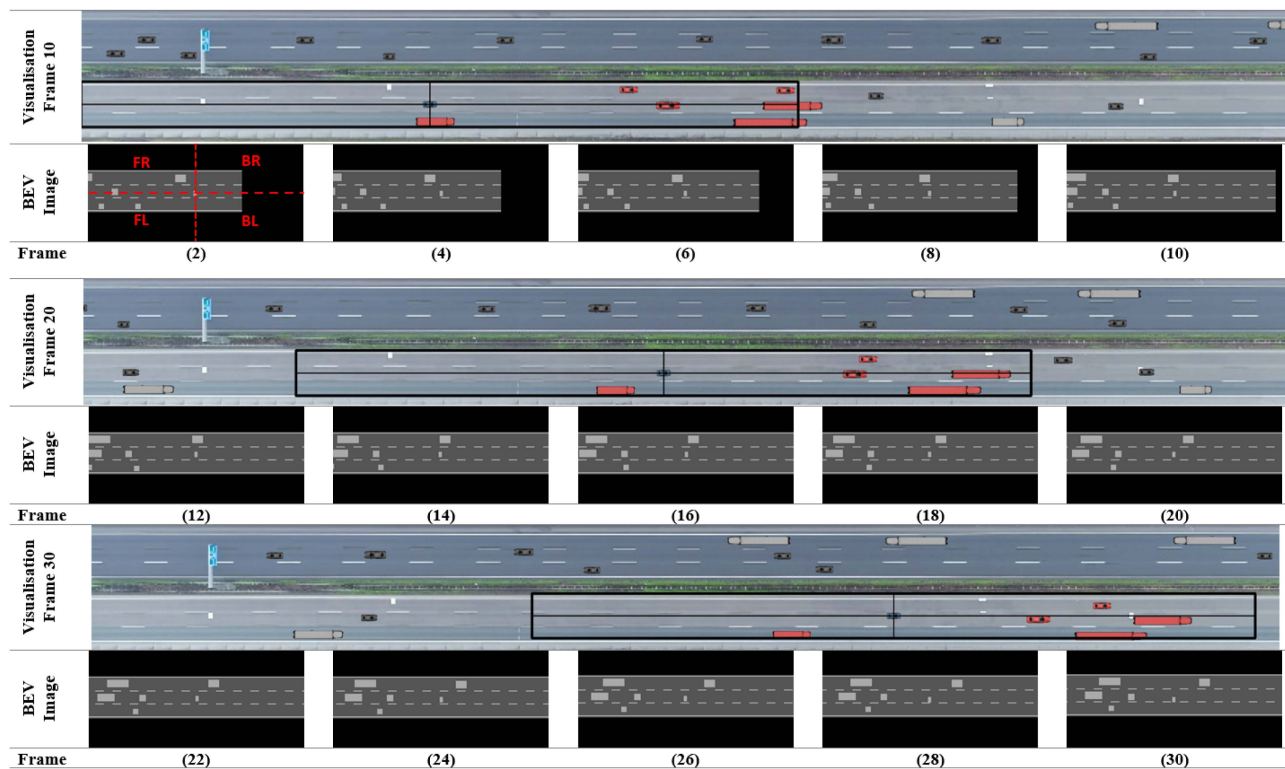 Visualisation
Frame 10
BEV
Image
FR
BR
FL
BL
Frame
(2)
(4)
(6)
(8)
(10)
Visualisation
Frame 20
BEV
Image
Frame
(12)
(14)
(16)
(18)
(20)
Visualisation
Frame 30
BEV
Image
Frame
(22)
(24)
(26)
(28)
(30)